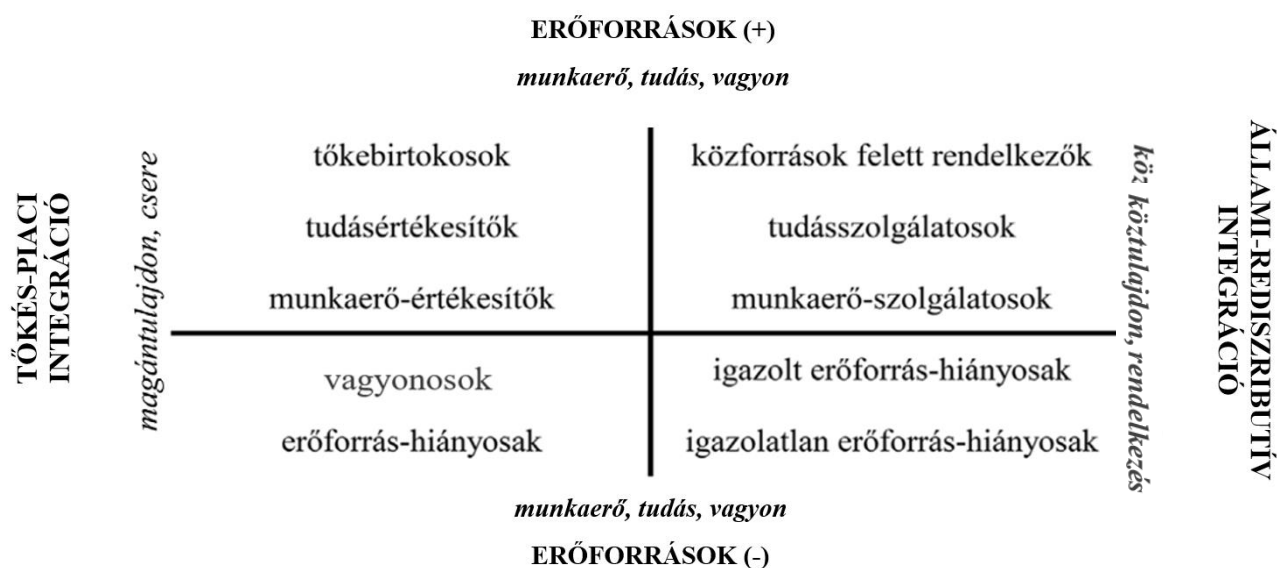 ERŐFORRÁSOK (+)
munkaerő, tudás, vagyon
TŐKÉS-PIACI
INTEGRÁCIÓ
magántulajdon, csere
tőkebirtokosok
tudásértékesítők
munkaerő-értékesítők
közforrások felett rendelkezők
tudásszolgálatosok
munkaerő-szolgálatosok
vagyonosok
erőforrás-hiányosak
igazolt erőforrás-hiányosak
igazolatlan erőforrás-hiányosak
köztulajdon, rendelkezés
ÁLLAMI-REDISZRIBUTÍV
INTEGRÁCIÓ
munkaerő, tudás, vagyon
ERŐFORRÁSOK (-)